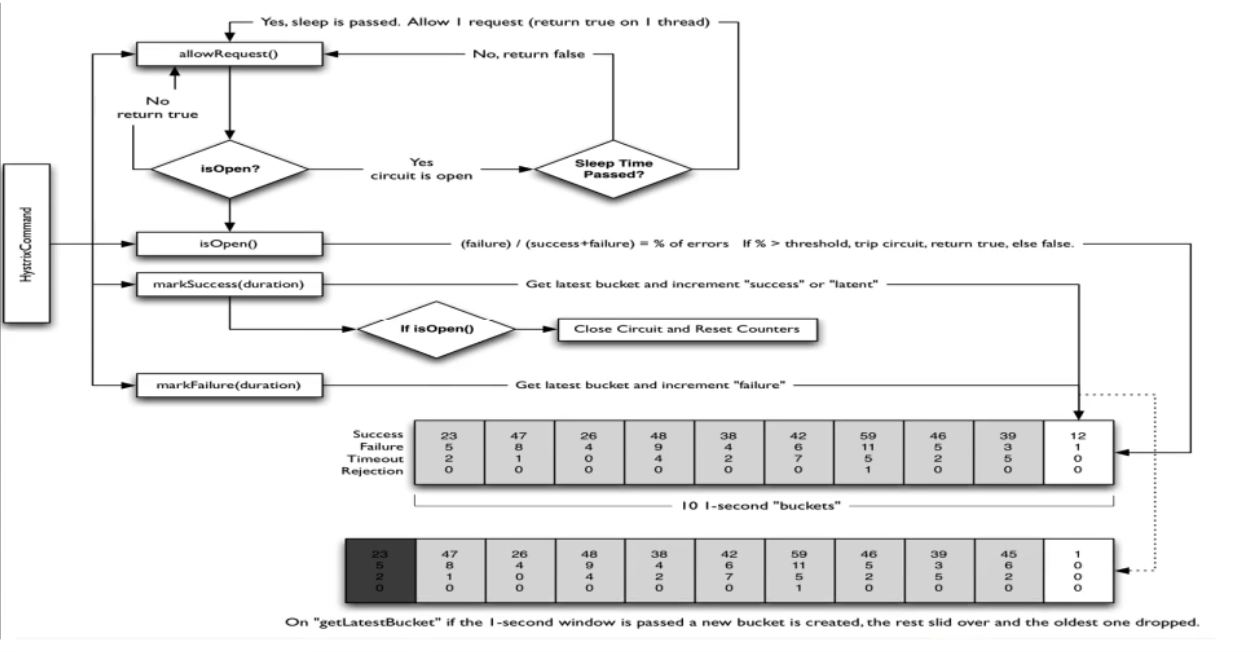 Yes, sleep is passed. Allow 1 request (return true on 1 thread)
allowRequest()
No, return false
No
return true
isOpen?
Yes
circuit is open
Sleep Time
Passed?
HystrixCommand
isOpen()
(failure) / (success+failure) = % of errors If % > threshold, trip circuit, return true, else false.
markSuccess(duration)
Get latest bucket and increment "success" or "latent"
If isOpen()
Close Circuit and Reset Counters
markFailure(duration)
Get latest bucket and increment "failure"
Success 23 47 26 48 38 42 59 46 39 12
Failure 5 8 4 9 4 6 11 5 3 1
Timeout 2 1 0 4 2 7 5 2 5 0
Rejection 0 0 0 0 0 0 1 0 0 0
10 1-second "buckets"
23 47 26 48 38 42 59 46 39 45 1
5 8 4 9 4 6 11 5 3 6 0
2 1 0 4 2 7 5 2 5 2 0
0 0 0 0 0 0 1 0 0 0 0
On "getLatestBucket" if the 1-second window is passed a new bucket is created, the rest slid over and the oldest one dropped.